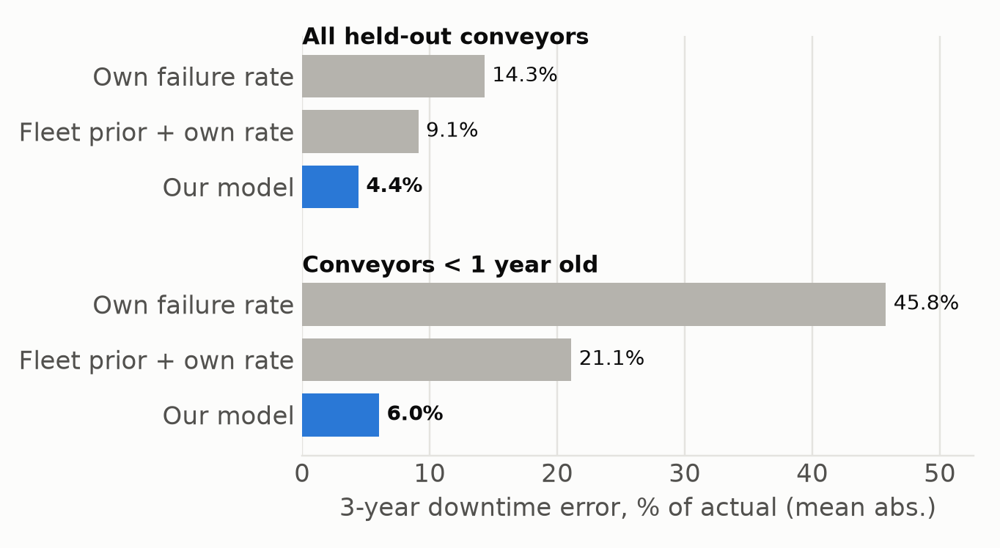 All held-out conveyors
Own failure rate 14.3%
Fleet prior + own rate 9.1%
Our model 4.4%
Conveyors < 1 year old
Own failure rate 45.8%
Fleet prior + own rate 21.1%
Our model 6.0%
0 10 20 30 40 50
3-year downtime error, % of actual (mean abs.)